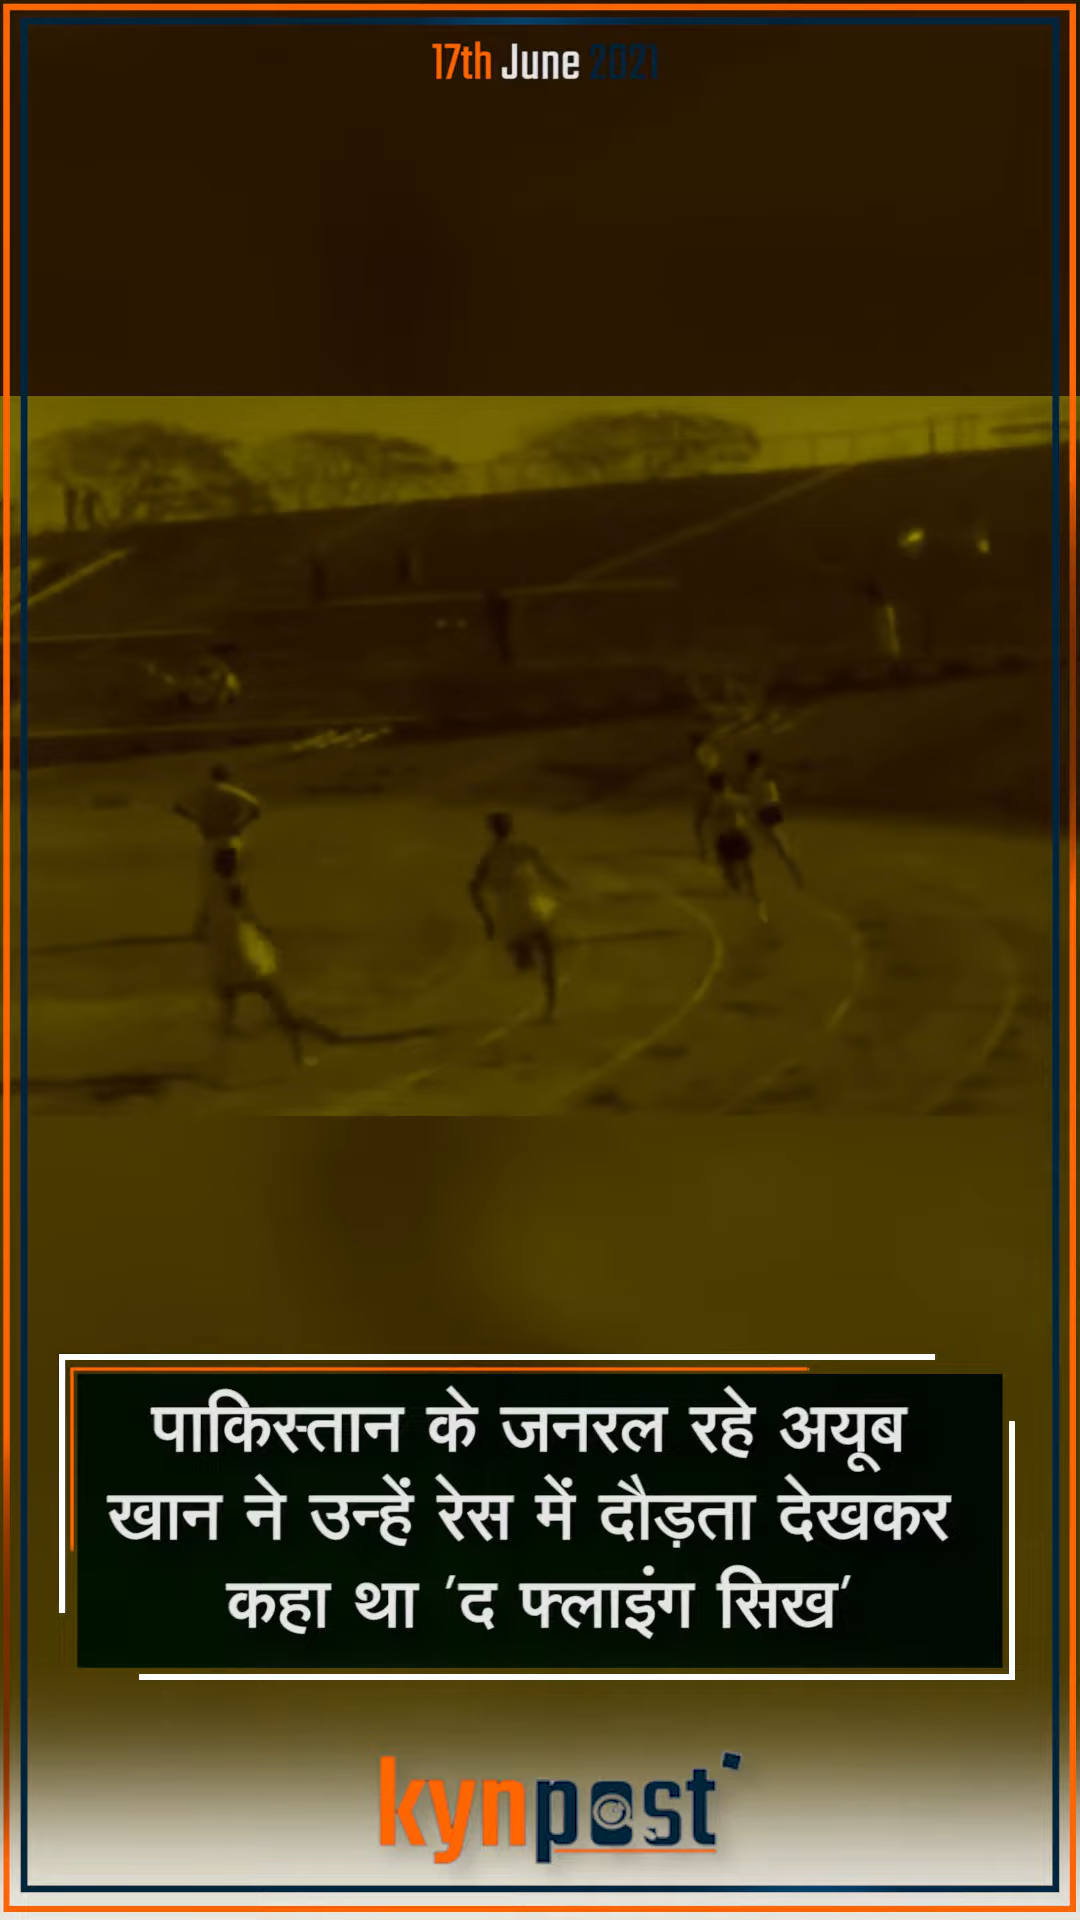 17th June 2021
पाकिस्तान के जनरल रहे अयूब
खान ने उन्हें रेस में दौड़ता देखकर
कहा था 'द फ्लाइंग सिख'
kynpost